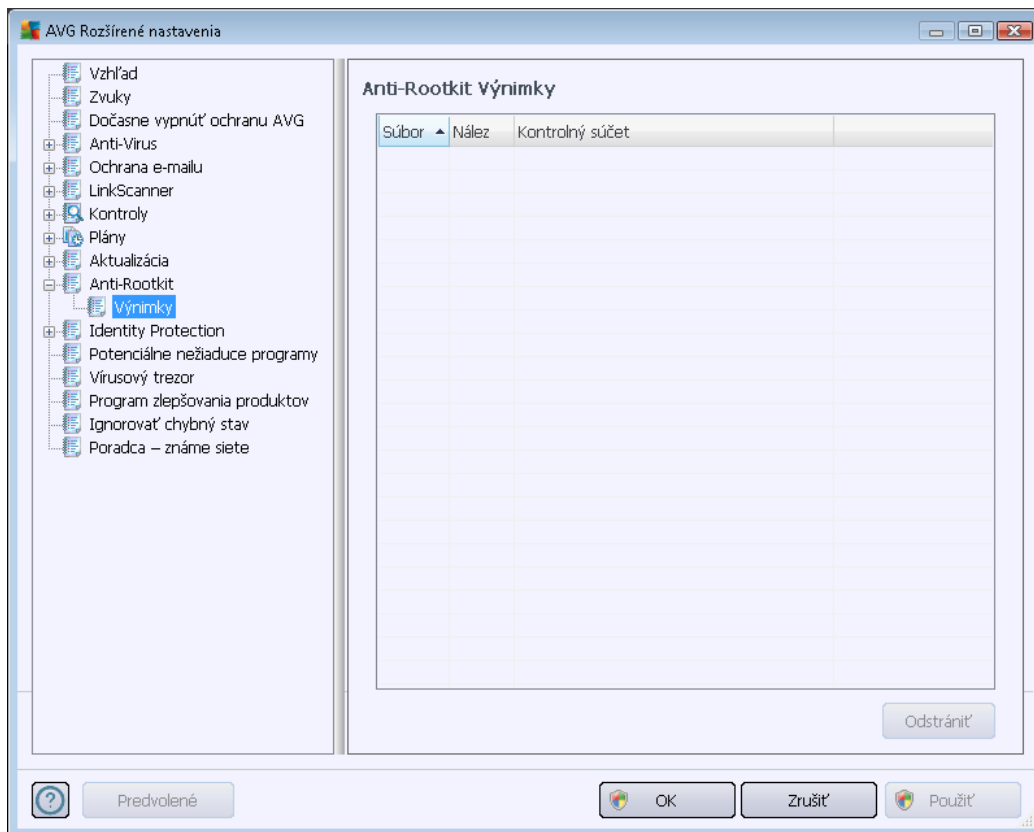 AVG Rozšírené nastavenia
Vzhľad
Zvuky
Dočasne vypnúť ochranu AVG
Anti-Virus
Ochrana e-mailu
LinkScanner
Kontroly
Plány
Aktualizácia
Anti-Rootkit
Výnimky
Identity Protection
Potenciálne nežiaduce programy
Vírusový trezor
Program zlepšovania produktov
Ignorovať chybný stav
Poradca – známe siete
Anti-Rootkit Výnimky
Súbor Nález Kontrolný súčet
Odstrániť
Predvolené OK Zrušiť Použiť